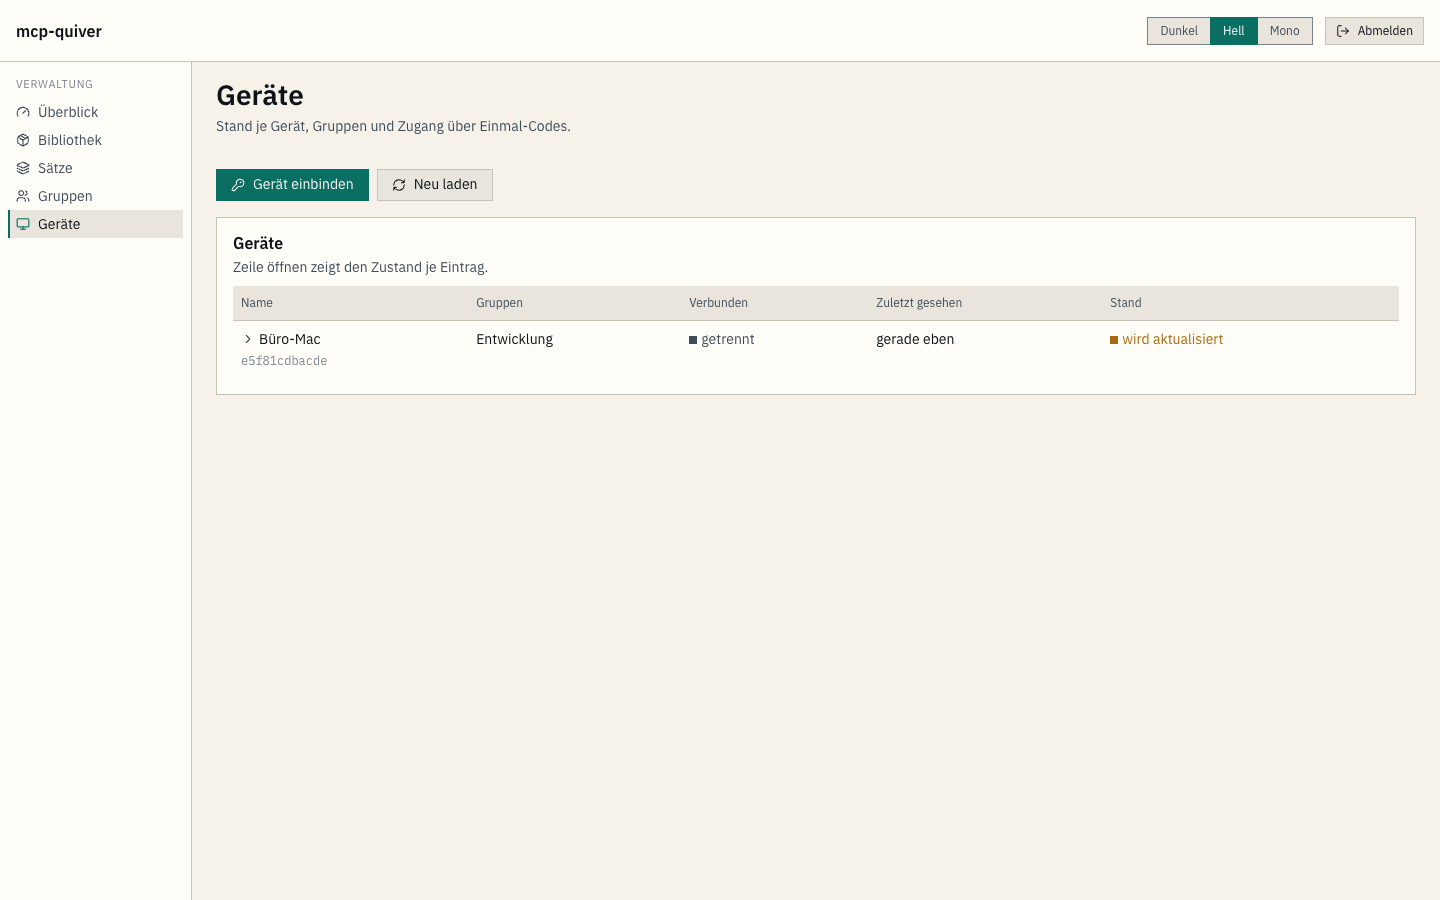 mcp-quiver
Dunkel Hell Mono Abmelden
VERWALTUNG
Überblick
Bibliothek
Sätze
Gruppen
Geräte
Geräte
Stand je Gerät, Gruppen und Zugang über Einmal-Codes.
Gerät einbinden Neu laden
Geräte
Zeile öffnen zeigt den Zustand je Eintrag.
Name Gruppen Verbunden Zuletzt gesehen Stand
Büro-Mac Entwicklung getrennt gerade eben wird aktualisiert
e5f81cdbacde